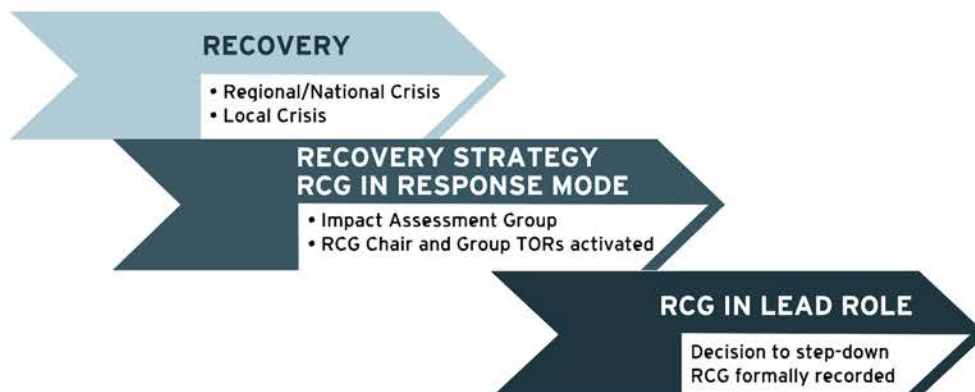 RECOVERY
• Regional/National Crisis
• Local Crisis
RECOVERY STRATEGY
RCG IN RESPONSE MODE
• Impact Assessment Group
• RCG Chair and Group TORs activated
RCG IN LEAD ROLE
Decision to step-down
RCG formally recorded